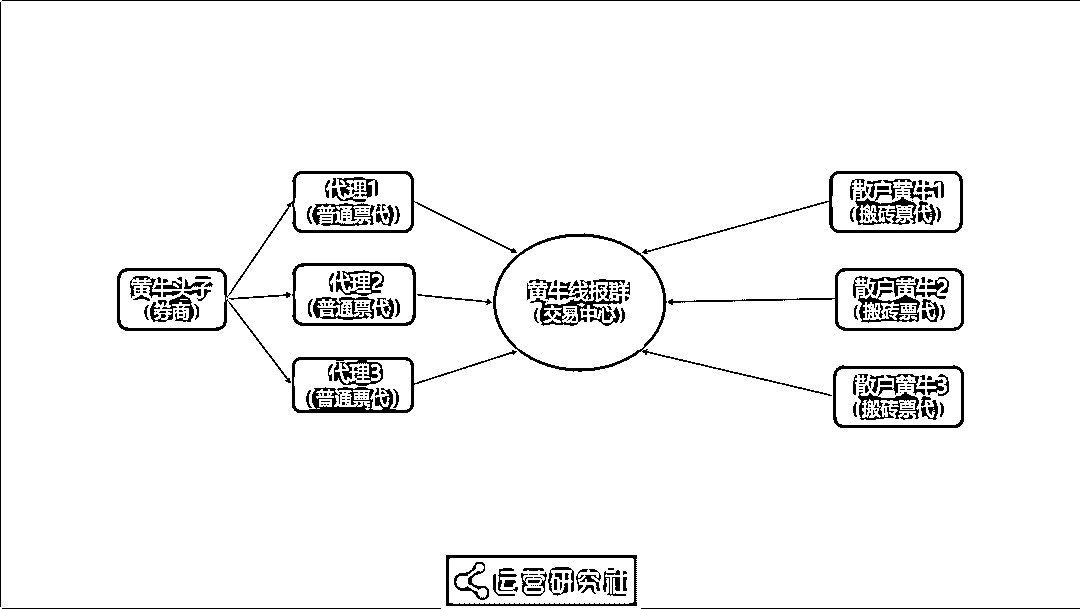 代理1
(普通票代)
散户黄牛1
(搬砖票代)
黄牛头子
(券商)
代理2
(普通票代)
黄牛线报群
(交易中心)
散户黄牛2
(搬砖票代)
代理3
(普通票代)
散户黄牛3
(搬砖票代)
运营研究社